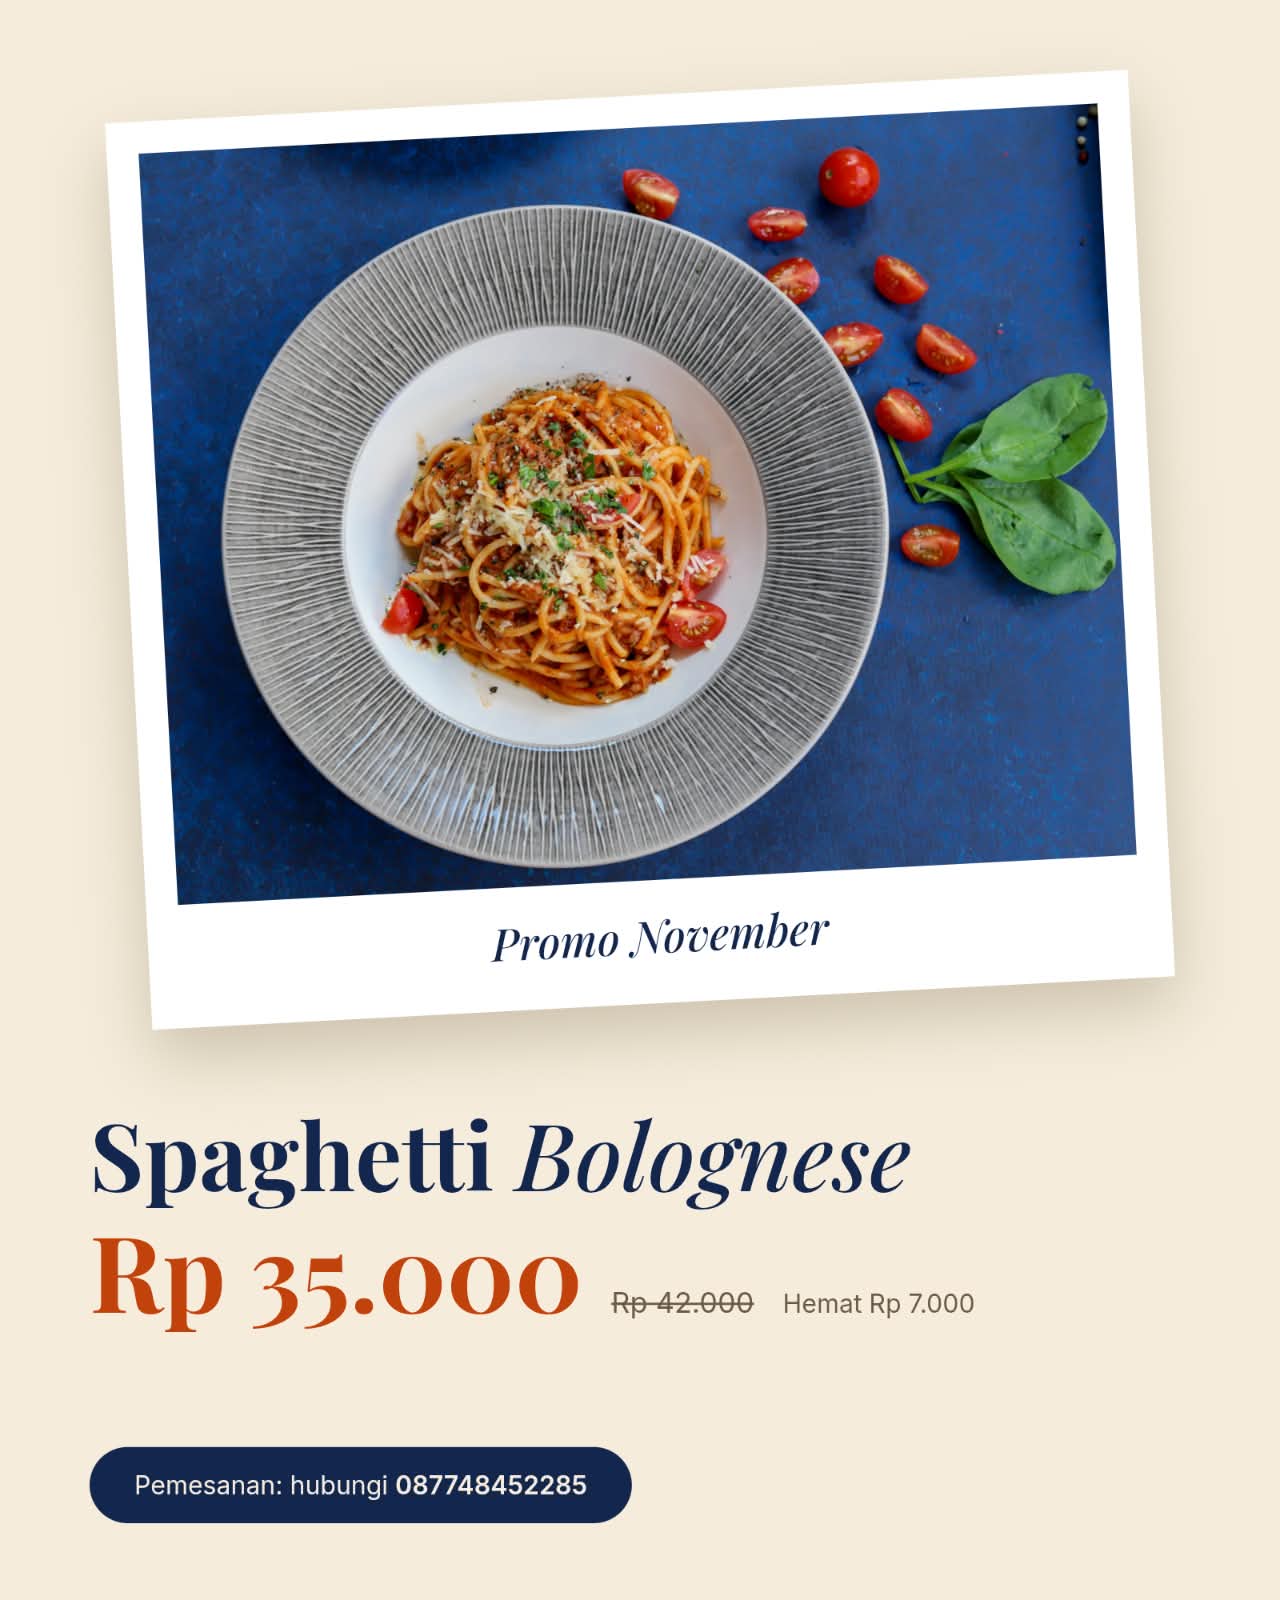 Promo November
Spaghetti Bolognese
Rp 35.000 Rp 42.000 Hemat Rp 7.000
Pemesanan: hubungi 087748452285